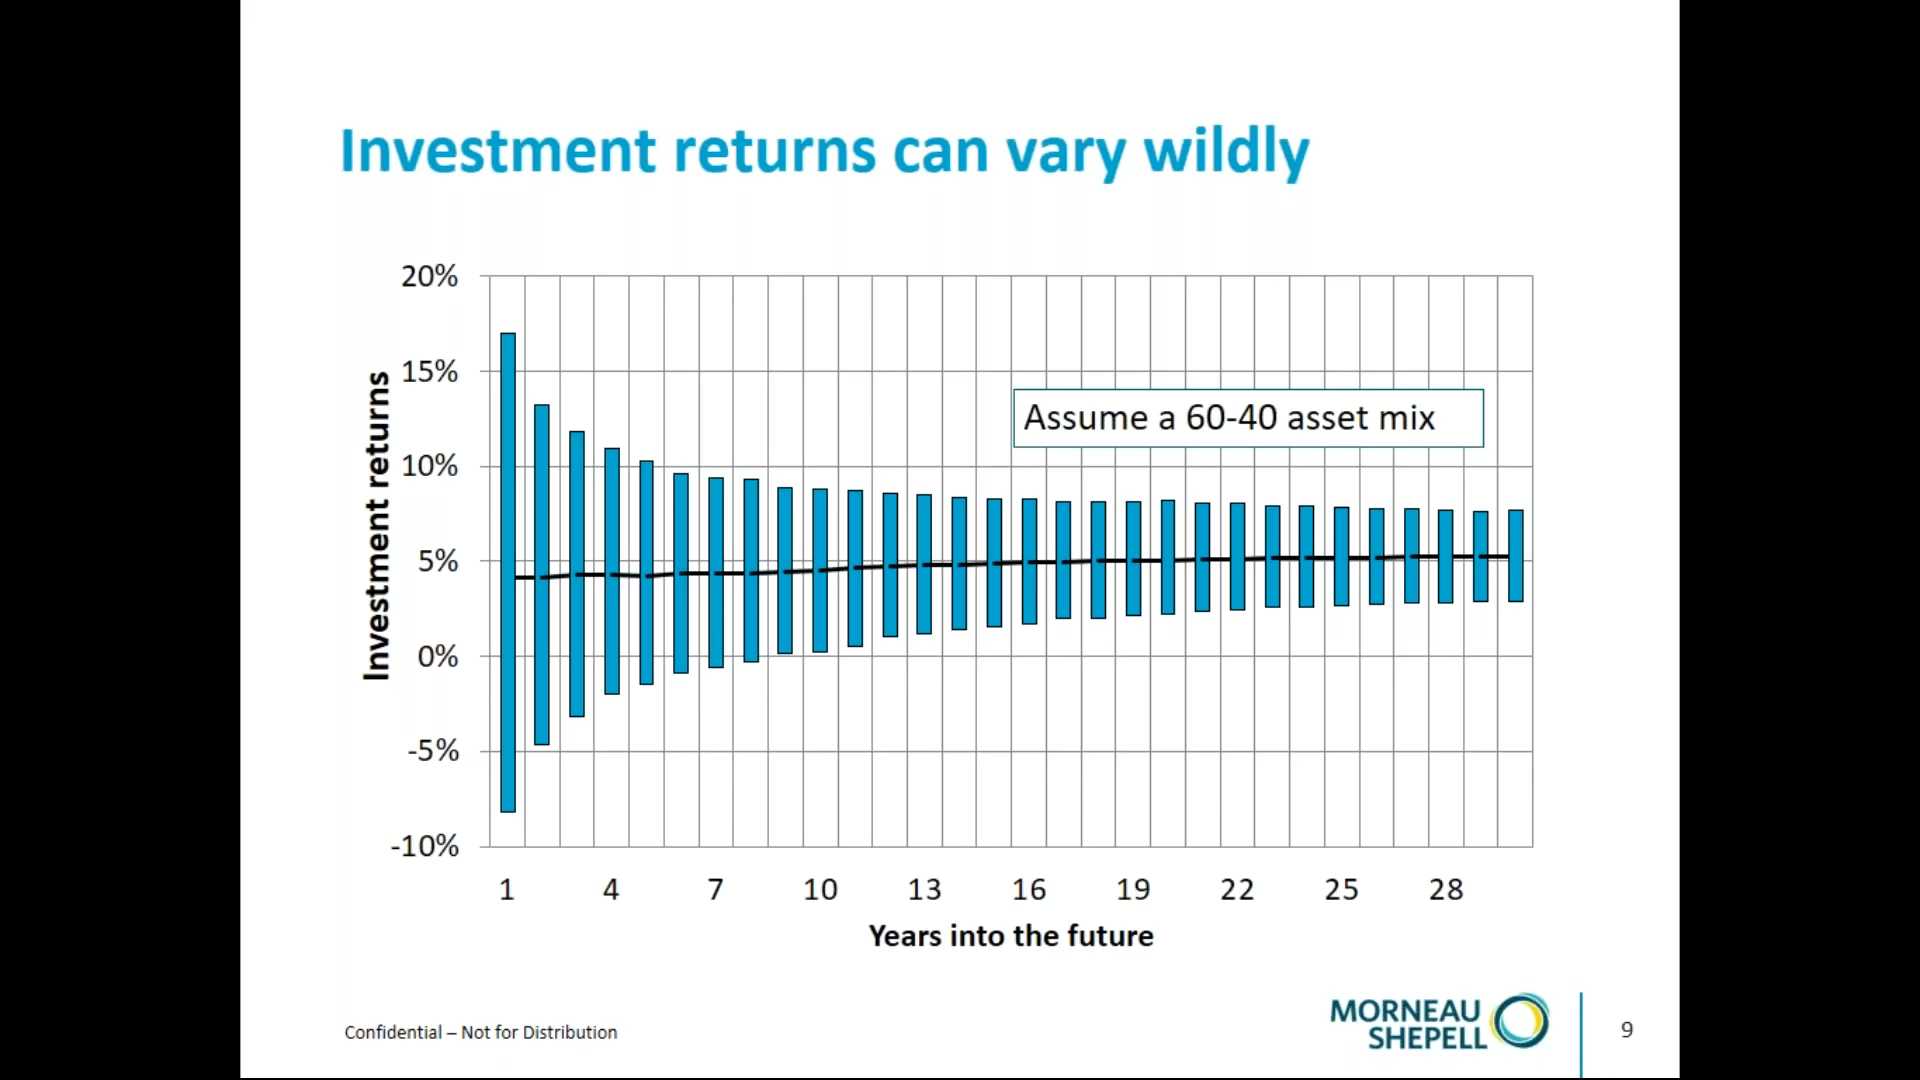 Investment returns can vary wildly
20%
15%
10%
5%
0%
-5%
-10%
Investment returns
Assume a 60-40 asset mix
1 4 7 10 13 16 19 22 25 28
Years into the future
Confidential – Not for Distribution
MORNEAU
SHEPELL
9